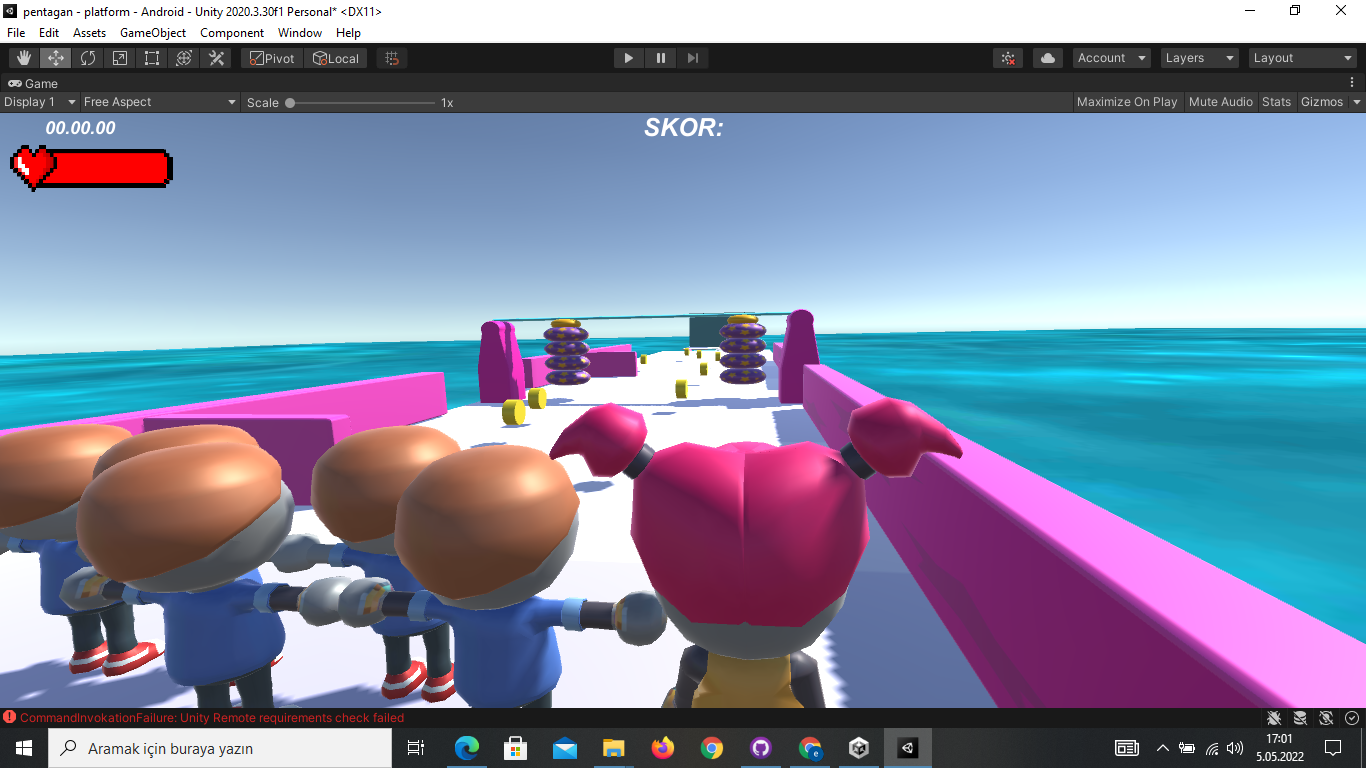 pentagan - platform - Android - Unity 2020.3.30f1 Personal* <DX11>
File Edit Assets GameObject Component Window Help
Pivot Local Account Layers Layout
Game
Display 1 Free Aspect Scale 1x Maximize On Play Mute Audio Stats Gizmos
00.00.00 SKOR:
CommandInvokationFailure: Unity Remote requirements check failed
Aramak için buraya yazın
17:01
5.05.2022